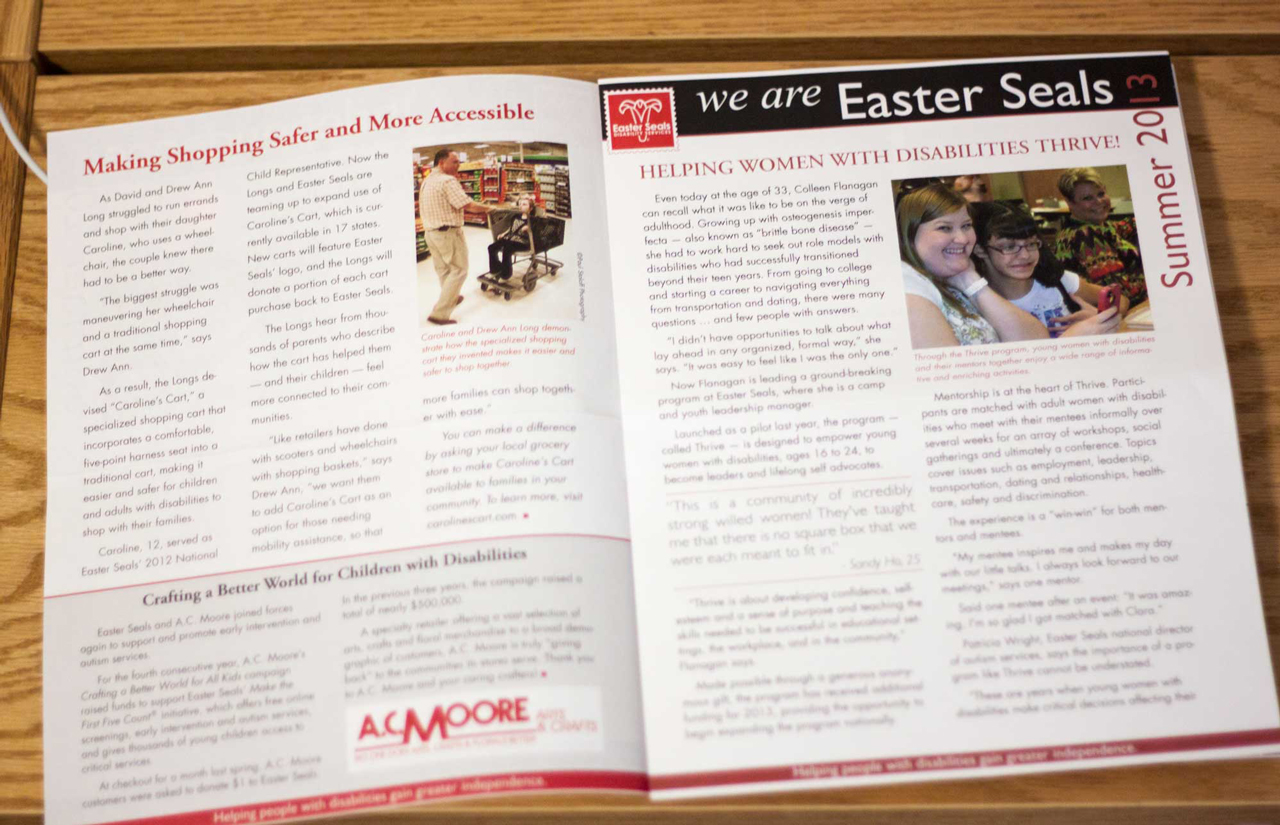 Making Shopping Safer and More Accessible
As David and Drew Ann
Long struggled to run errands
and shop with their daughter
Caroline, who uses a wheel-
chair, the couple knew there
had to be a better way.
"The biggest struggle was
maneuvering her wheelchair
and a traditional shopping
cart at the same time," says
Drew Ann.
As a result, the Longs de-
vised "Caroline's Cart," a
specialized shopping cart that
incorporates a comfortable,
five-point harness seat into a
traditional cart, making it
easier and safer for children
and adults with disabilities to
shop with their families.
Caroline, 12, served as
Easter Seals' 2012 National
Child Representative. Now the
Longs and Easter Seals are
teaming up to expand use of
Caroline's Cart, which is cur-
rently available in 17 states.
New carts will feature Easter
Seals' logo, and the Longs will
donate a portion of each cart
purchase back to Easter Seals.
The Longs hear from thou-
sands of parents who describe
how the cart has helped them
— and their children — feel
more connected to their com-
munities.
"Like retailers have done
with scooters and wheelchairs
with shopping baskets," says
Drew Ann, "we want them
to add Caroline's Cart as an
option for those needing
mobility assistance, so that
Photography
Caroline and Drew Ann Long demon-
strate how the specialized shopping
cart they invented makes it easier and
safer to shop together.
more families can shop togeth-
er with ease."
You can make a difference
by asking your local grocery
store to make Caroline's Cart
available to families in your
community. To learn more, visit
carolinescart.com
Crafting a Better World for Children with Disabilities
Easter Seals and A.C. Moore joined forces
again to support and promote early intervention and
autism services.
For the fourth consecutive year, A.C. Moore's
Crafting a Better World for All Kids campaign
raised funds to support Easter Seals' Make the
First Five Count initiative, which offers free online
screenings, early intervention and autism services,
and gives thousands of young children access to
critical services.
At checkout for a month last spring, A.C. Moore
customers were asked to donate $1 to Easter Seals.
In the previous three years, the campaign raised a
total of nearly $500,000.
A specialty retailer offering a vast selection of
arts, crafts and floral merchandise to a broad demo-
graphic of customers, A.C. Moore is truly "giving
back" to the communities in stores serve. Thank you
to A.C. Moore and your caring crafters!
A.C. MOORE
ARTS
& CRAFTS
Helping people with disabilities gain greater independence.
Easter Seals
DISABILITY SERVICES
we are Easter Seals
Summer 2013
HELPING WOMEN WITH DISABILITIES THRIVE!
Even today at the age of 33, Colleen Flanagan
can recall what it was like to be on the verge of
adulthood. Growing up with osteogenesis imper-
fecta — also known as "brittle bone disease" —
she had to work hard to seek out role models with
disabilities who had successfully transitioned
beyond their teen years. From going to college
and starting a career to navigating everything
from transportation and dating, there were many
questions ... and few people with answers.
"I didn't have opportunities to talk about what
lay ahead in any organized, formal way," she
says. "It was easy to feel like I was the only one."
Now Flanagan is leading a ground-breaking
program at Easter Seals, where she is a camp
and youth leadership manager.
Launched as a pilot last year, the program —
called Thrive — is designed to empower young
women with disabilities, ages 16 to 24, to
become leaders and lifelong self advocates.
"This is a community of incredibly
strong willed women! They've taught
me that there is no square box that we
were each meant to fit in."
- Sandy Ho, 25
"Thrive is about developing confidence, self-
esteem and a sense of purpose and teaching the
skills needed to be successful in educational set-
tings, the workplace, and in the community,"
Flanagan says.
Made possible through a generous anony-
mous gift, the program has received additional
funding for 2013, providing the opportunity to
begin expanding the program nationally.
Through the Thrive program, young women with disabilities
and their mentors together enjoy a wide range of informa-
tive and enriching activities.
Mentorship is at the heart of Thrive. Partici-
pants are matched with adult women with disabil-
ities who meet with their mentees informally over
several weeks for an array of workshops, social
gatherings and ultimately a conference. Topics
cover issues such as employment, leadership,
transportation, dating and relationships, health-
care, safety and discrimination.
The experience is a "win-win" for both men-
tors and mentees.
"My mentee inspires me and makes my day
with our little talks. I always look forward to our
meetings," says one mentor.
Said one mentee after an event: "It was amaz-
ing. I'm so glad I got matched with Clara."
Patricia Wright, Easter Seals national director
of autism services, says the importance of a pro-
gram like Thrive cannot be understated.
"These are years when young women with
disabilities make critical decisions affecting their
Helping people with disabilities gain greater independence.